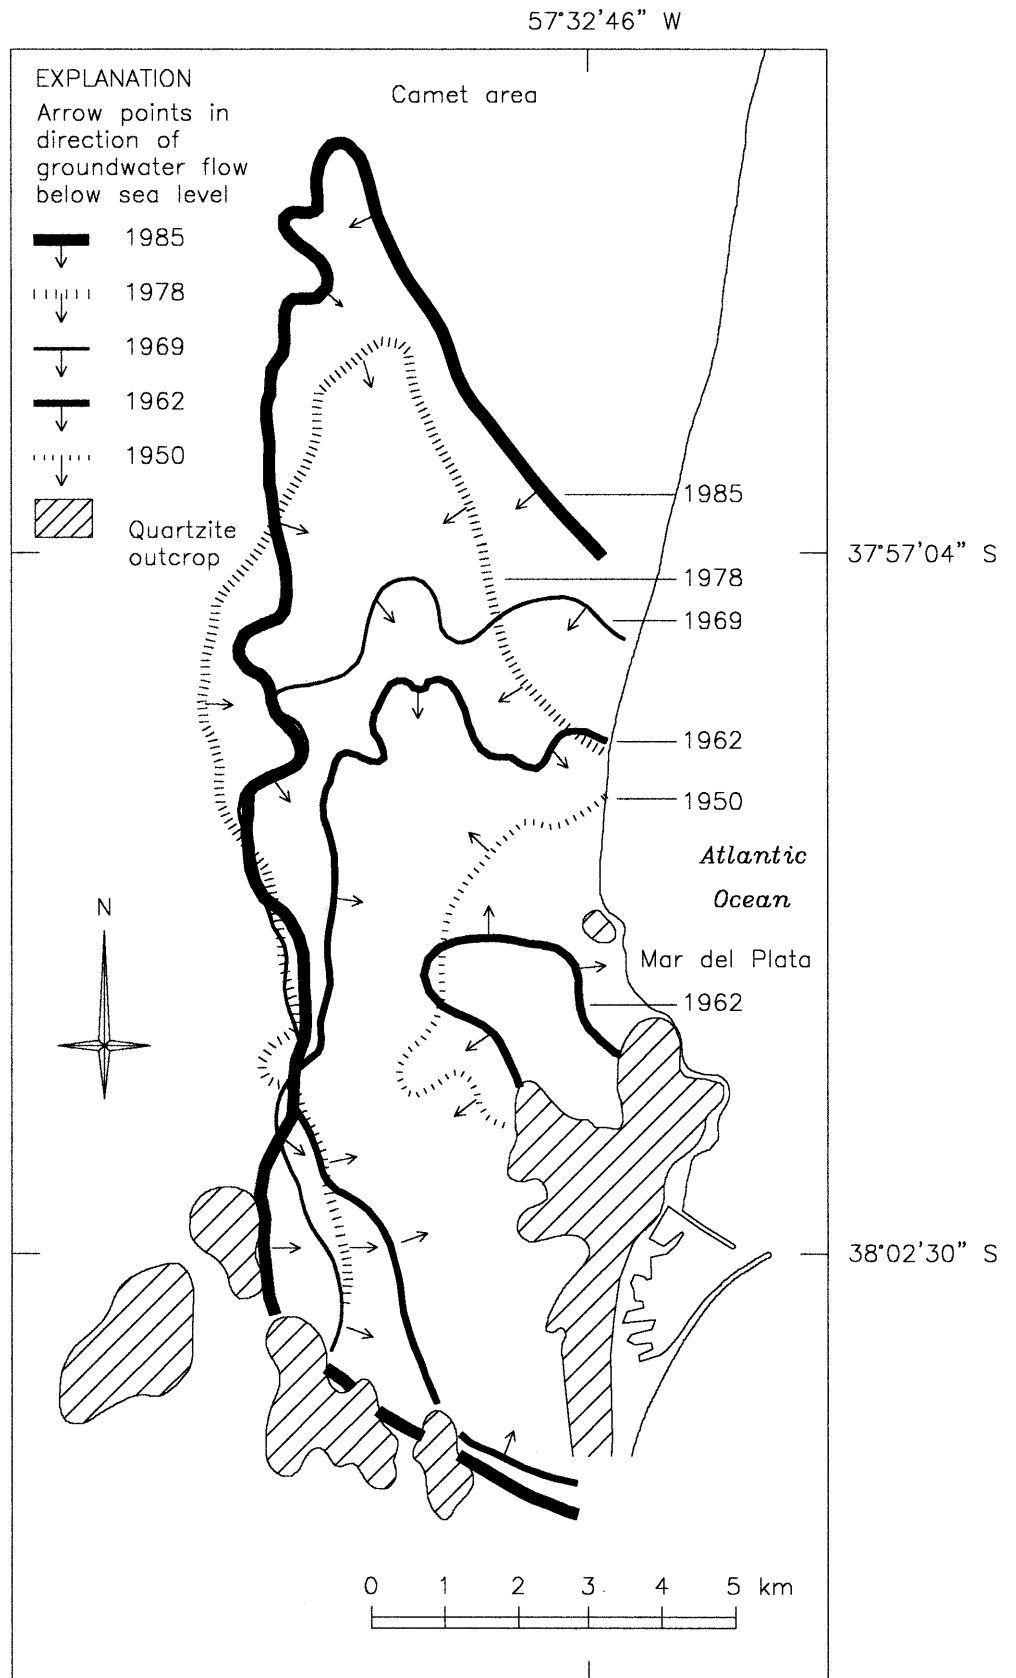 57°32'46" W
EXPLANATION
Arrow points in
direction of
groundwater flow
below sea level
1985
1978
1969
1962
1950
Quartzite
outcrop
Camet area
1985
37°57'04" S
1978
1969
1962
1950
Atlantic
Ocean
N
Mar del Plata
1962
38°02'30" S
0 1 2 3 4 5 km